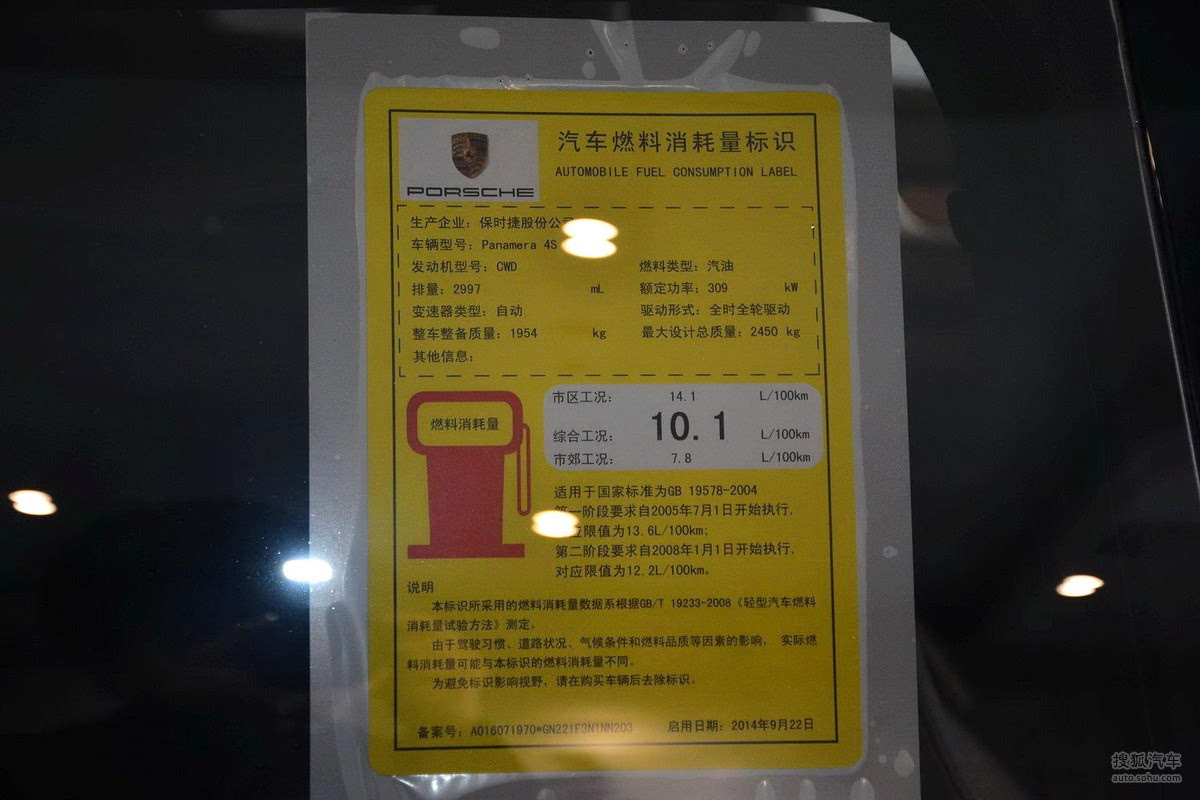 PORSCHE
汽车燃料消耗量标识
AUTOMOBILE FUEL CONSUMPTION LABEL
生产企业：保时捷股份公司
车辆型号：Panamera 4S
发动机型号：CWD 燃料类型：汽油
排量：2997 mL 额定功率：309 kW
变速器类型：自动 驱动形式：全时全轮驱动
整车整备质量：1954 kg 最大设计总质量：2450 kg
其他信息：
燃料消耗量
市区工况： 14.1 L/100km
综合工况： 10.1 L/100km
市郊工况： 7.8 L/100km
适用于国家标准为GB 19578-2004
第一阶段要求自2005年7月1日开始执行，
应限值为13.6L/100km；
第二阶段要求自2008年1月1日开始执行，
对应限值为12.2L/100km。
说明
本标识所采用的燃料消耗量数据系根据GB/T 19233-2008《轻型汽车燃料
消耗量试验方法》测定。
由于驾驶习惯、道路状况、气候条件和燃料品质等因素的影响， 实际燃
料消耗量可能与本标识的燃料消耗量不同。
为避免标识影响视野，请在购买车辆后去除标识。
备案号：A016071970*GN221F3N1NN203 启用日期：2014年9月22日
搜狐汽车
auto.sohu.com